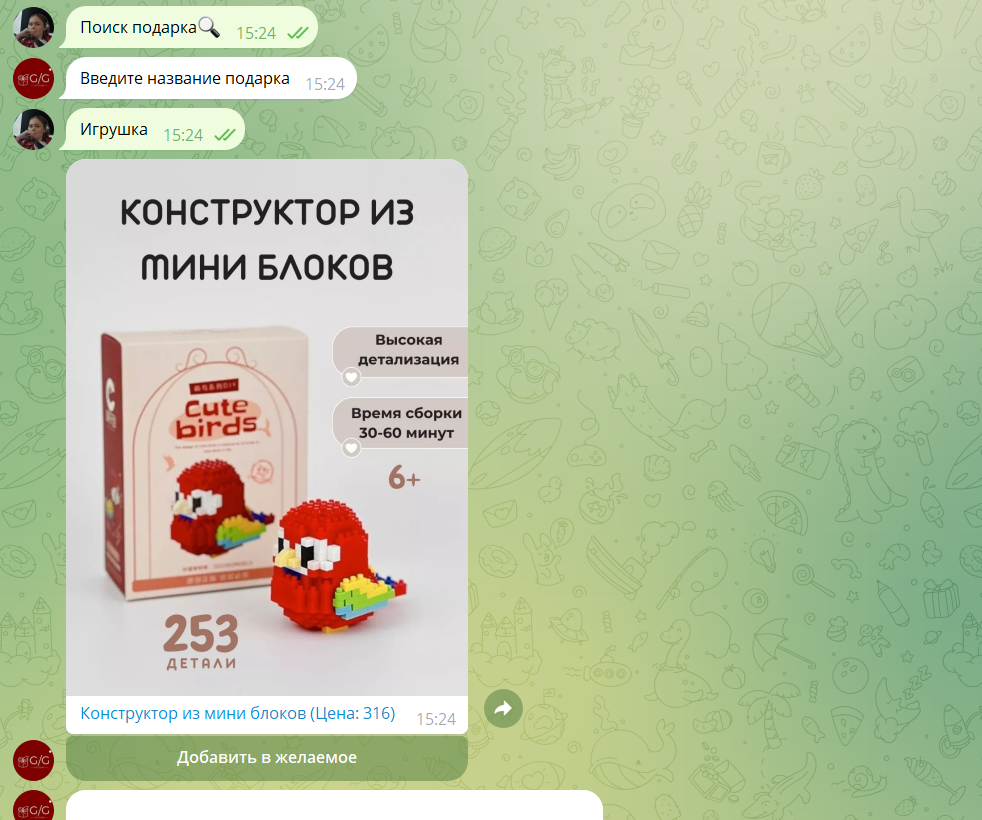 Поиск подарка🔍 15:24
G/G
Введите название подарка 15:24
Игрушка 15:24
КОНСТРУКТОР ИЗ
МИНИ БЛОКОВ
Высокая
детализация
Время сборки
30-60 минут
6+
Cute
birds
253
ДЕТАЛИ
Конструктор из мини блоков (Цена: 316) 15:24
Добавить в желаемое
G/G
G/G